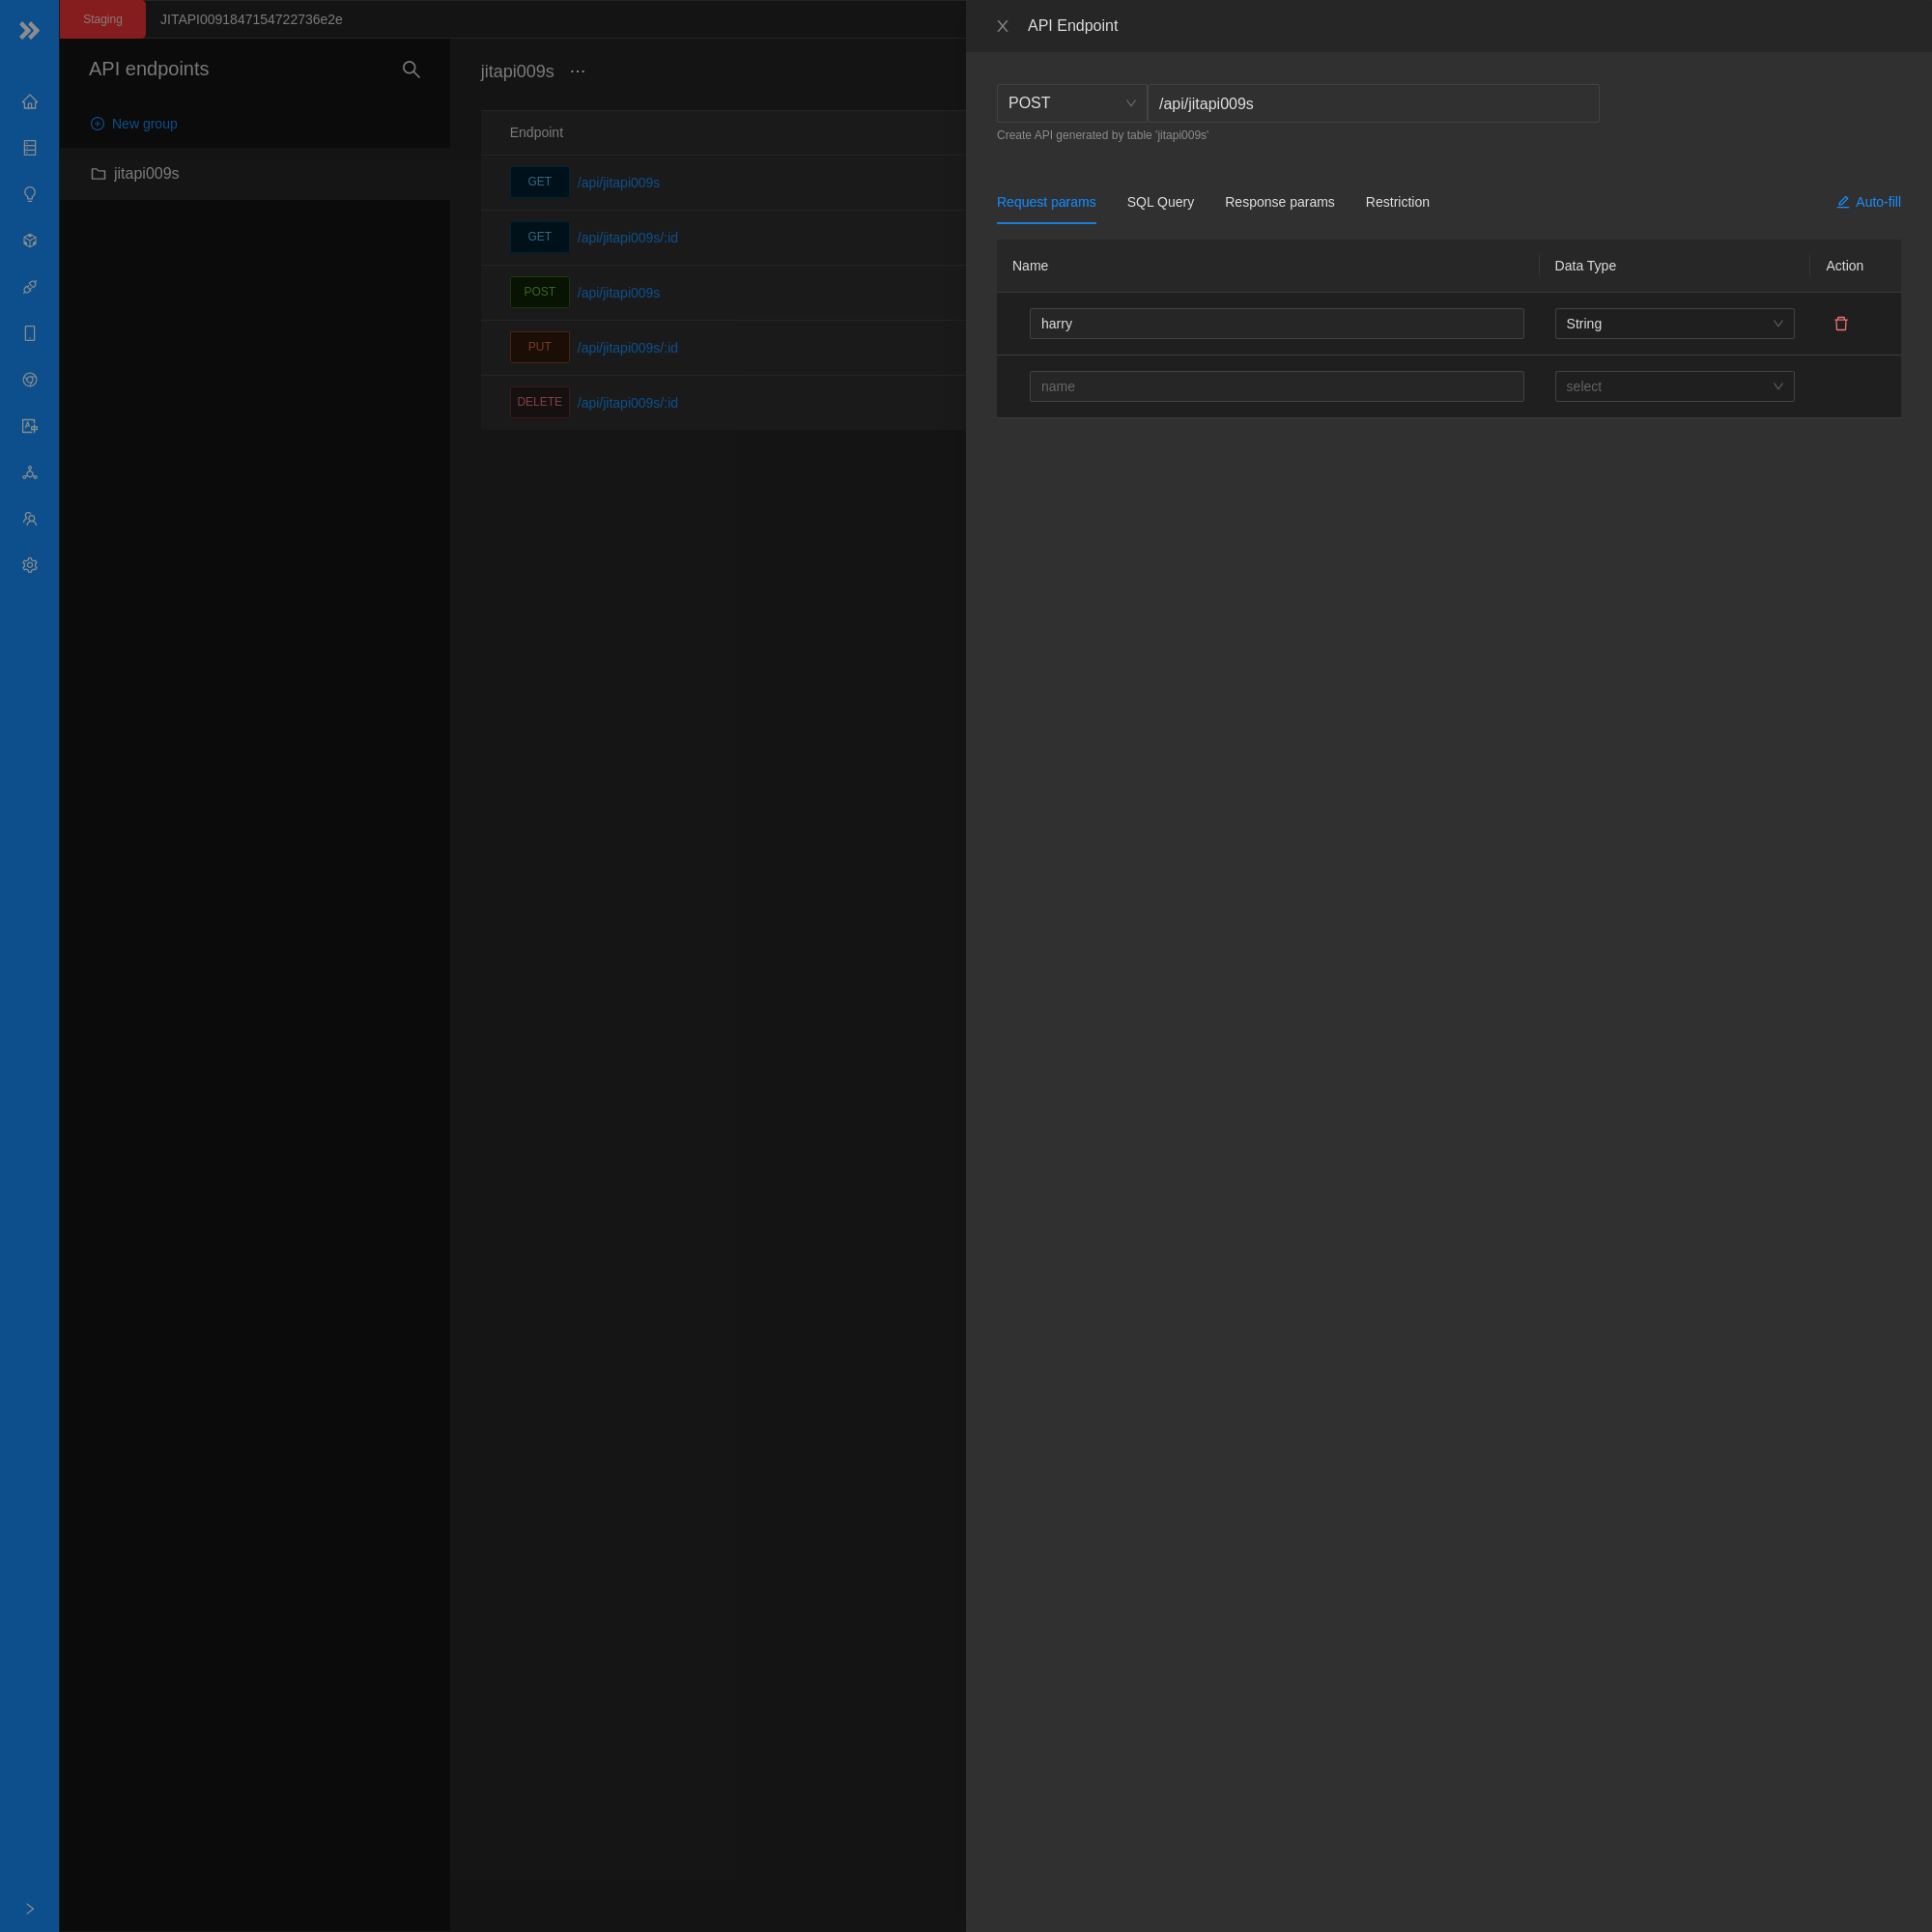 Staging JITAPI0091847154722736e2e
API endpoints
New group
jitapi009s
jitapi009s ...
Endpoint
GET /api/jitapi009s
GET /api/jitapi009s/:id
POST /api/jitapi009s
PUT /api/jitapi009s/:id
DELETE /api/jitapi009s/:id
API Endpoint
POST /api/jitapi009s
Create API generated by table 'jitapi009s'
Request params SQL Query Response params Restriction Auto-fill
Name Data Type Action
harry String
name select